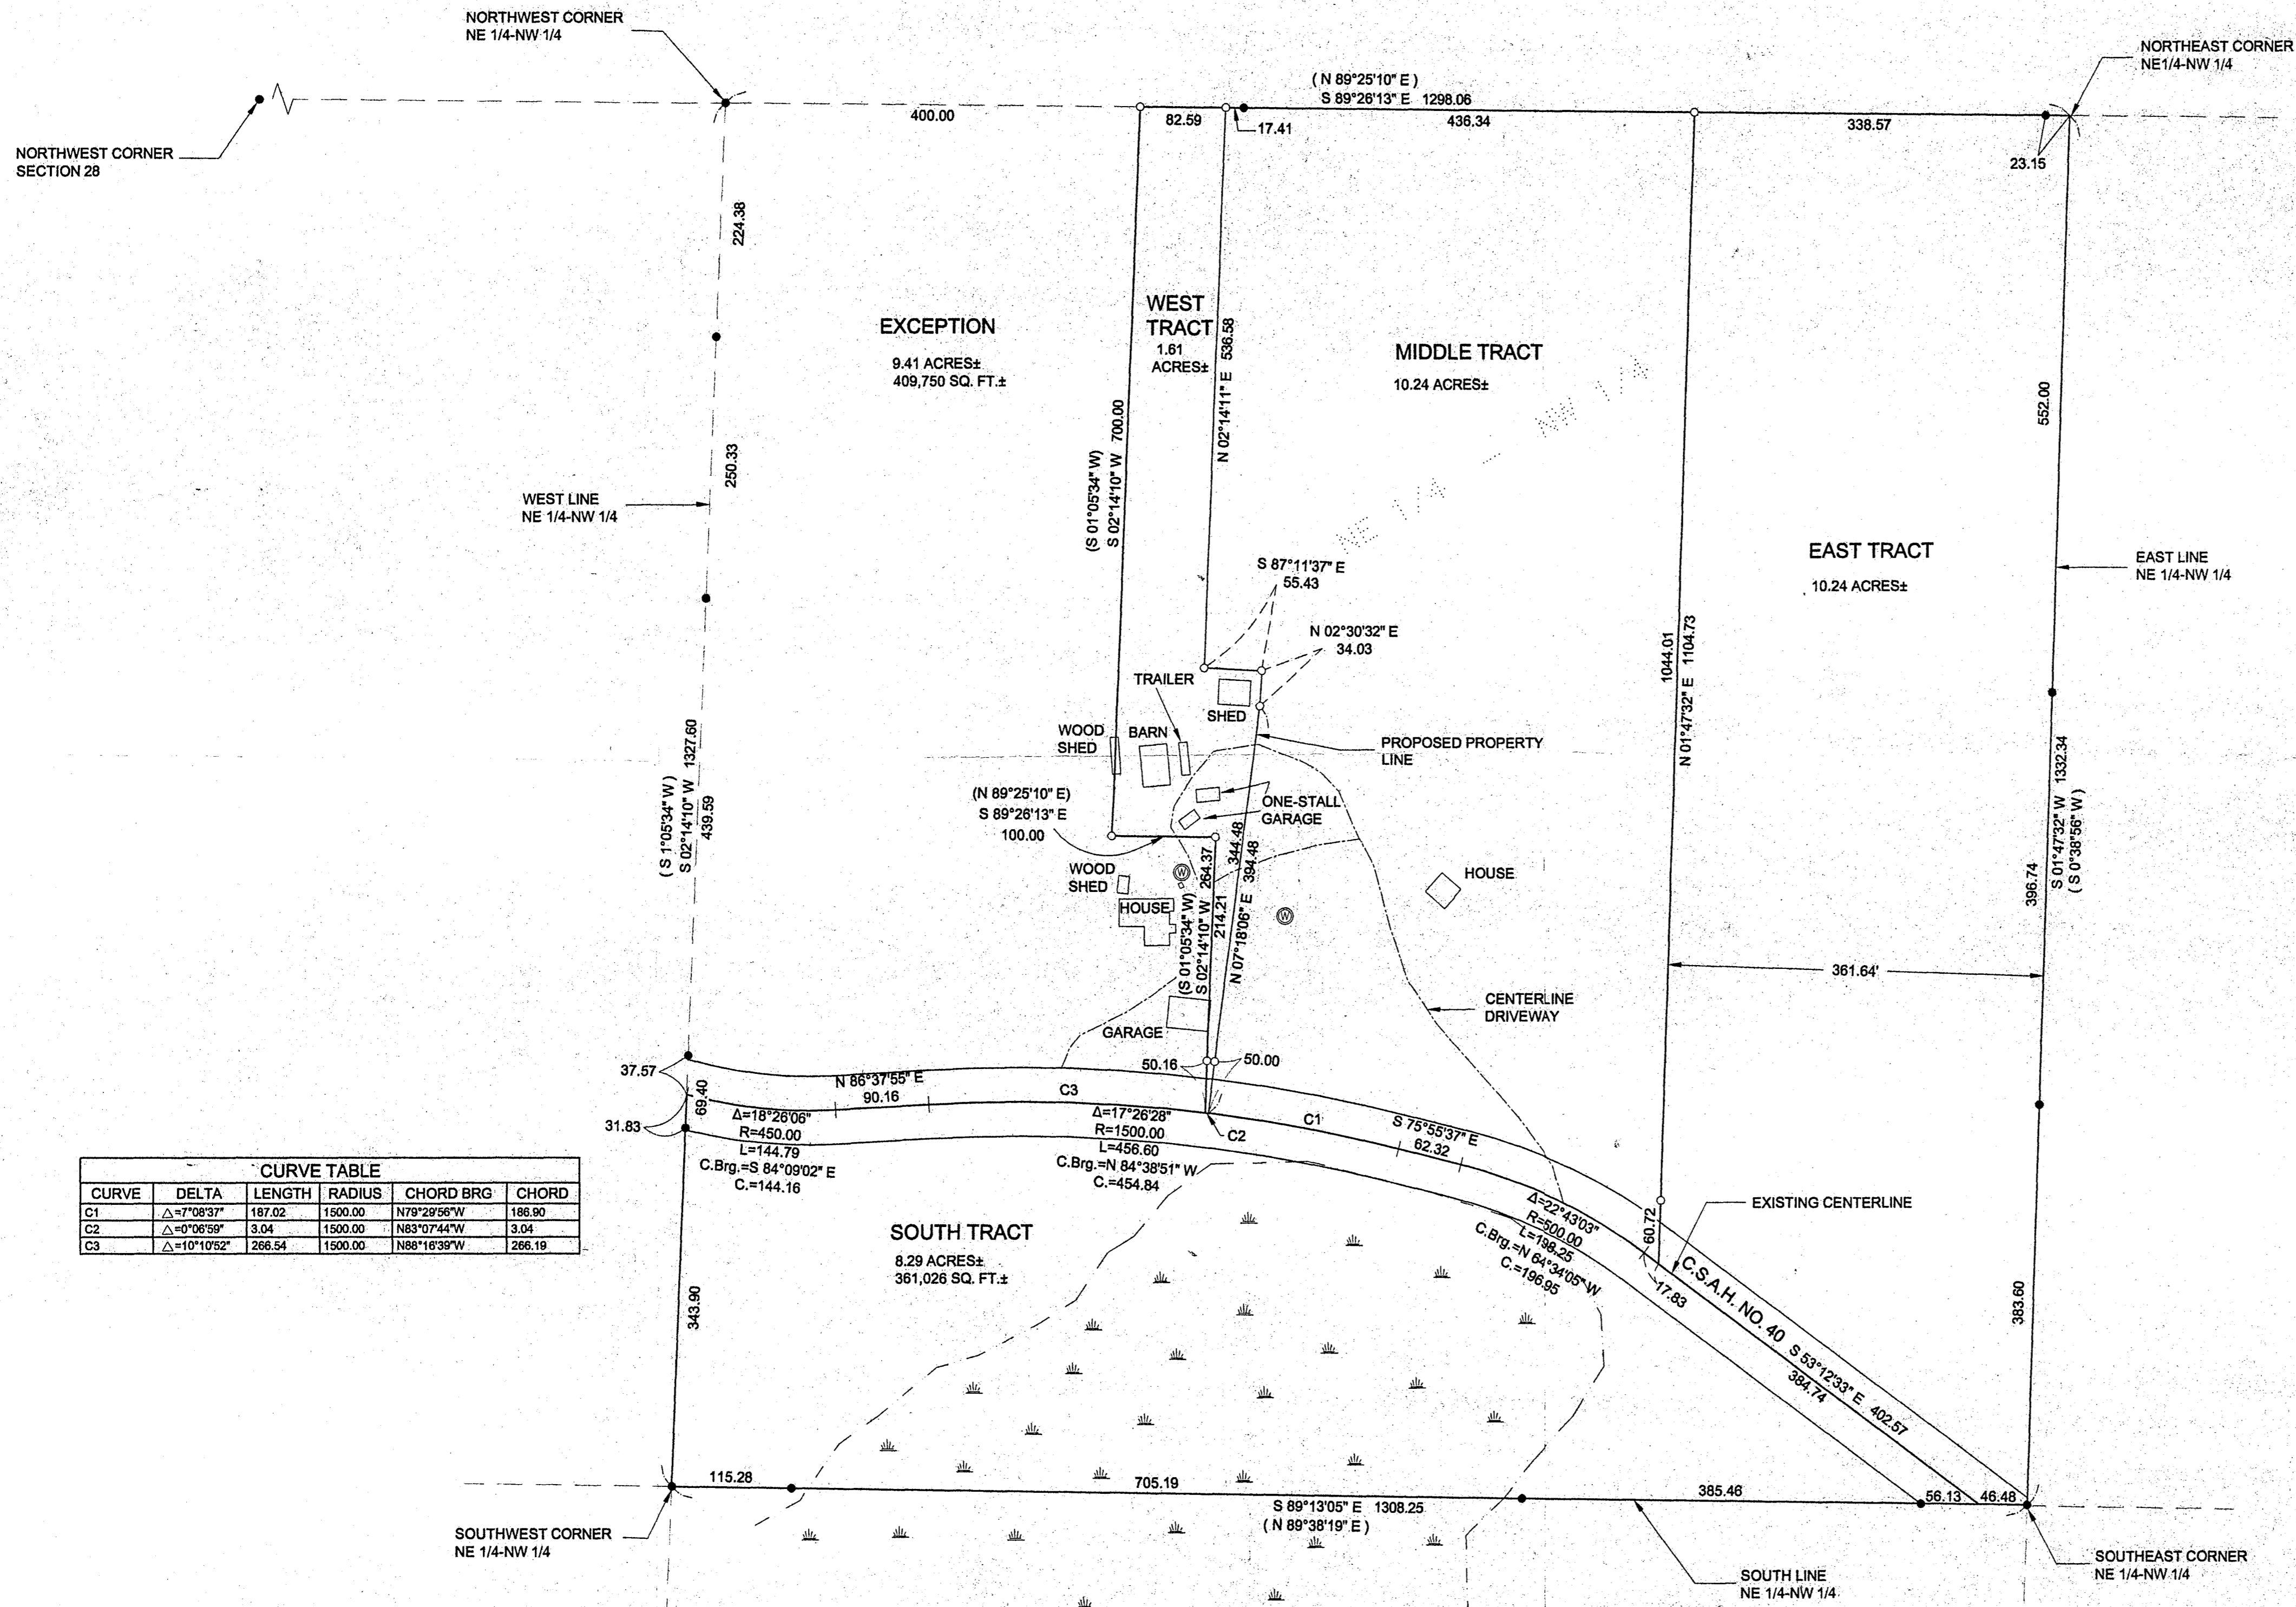 NORTHWEST CORNER
NE 1/4-NW 1/4
NORTHEAST CORNER
NE1/4-NW 1/4
( N 89°25'10" E )
S 89°26'13" E 1298.06
400.00
82.59
17.41
436.34
338.57
23.15
NORTHWEST CORNER
SECTION 28
224.38
EXCEPTION
9.41 ACRES±
409,750 SQ. FT.±
WEST
TRACT
1.61
ACRES±
N 02°14'11" E 536.58
MIDDLE TRACT
10.24 ACRES±
NE 1/4 - NW 1/4
552.00
(S 01°05'34" W)
S 02°14'10" W 700.00
250.33
WEST LINE
NE 1/4-NW 1/4
EAST TRACT
10.24 ACRES±
EAST LINE
NE 1/4-NW 1/4
S 87°11'37" E
55.43
N 02°30'32" E
34.03
1044.01
N 01°47'32" E 1104.73
TRAILER
SHED
WOOD
SHED
BARN
PROPOSED PROPERTY
LINE
( S 1°05'34" W )
S 02°14'10" W 1327.60
439.59
(N 89°25'10" E)
S 89°26'13" E
100.00
ONE-STALL
GARAGE
396.74
S 01°47'32" W 1332.34
( S 0°38'56" W )
WOOD
SHED
W
HOUSE
(S 01°05'34" W)
S 02°14'10" W 264.37
214.21
344.48
N 07°18'06" E 394.48
W
HOUSE
361.64'
CENTERLINE
DRIVEWAY
GARAGE
50.16
50.00
37.57
69.40
31.83
N 86°37'55" E
90.16
C3
C2
C1
S 75°55'37" E
62.32
Δ=18°26'06"
R=450.00
L=144.79
C.Brg.=S 84°09'02" E
C.=144.16
Δ=17°26'28"
R=1500.00
L=456.60
C.Brg.=N 84°38'51" W
C.=454.84
Δ=22°43'03"
R=500.00
L=198.25
C.Brg.=N 64°34'05" W
C.=196.95
60.72
17.83
EXISTING CENTERLINE
C.S.A.H. NO. 40 S 53°12'33" E 402.57
384.74
383.60
CURVE TABLE
CURVE DELTA LENGTH RADIUS CHORD BRG CHORD
C1 △=7°08'37" 187.02 1500.00 N79°29'56"W 186.90
C2 △=0°06'59" 3.04 1500.00 N83°07'44"W 3.04
C3 △=10°10'52" 266.54 1500.00 N88°16'39"W 266.19
SOUTH TRACT
8.29 ACRES±
361,026 SQ. FT.±
343.90
115.28
705.19
S 89°13'05" E 1308.25
( N 89°38'19" E )
385.46
56.13
46.48
SOUTHWEST CORNER
NE 1/4-NW 1/4
SOUTH LINE
NE 1/4-NW 1/4
SOUTHEAST CORNER
NE 1/4-NW 1/4